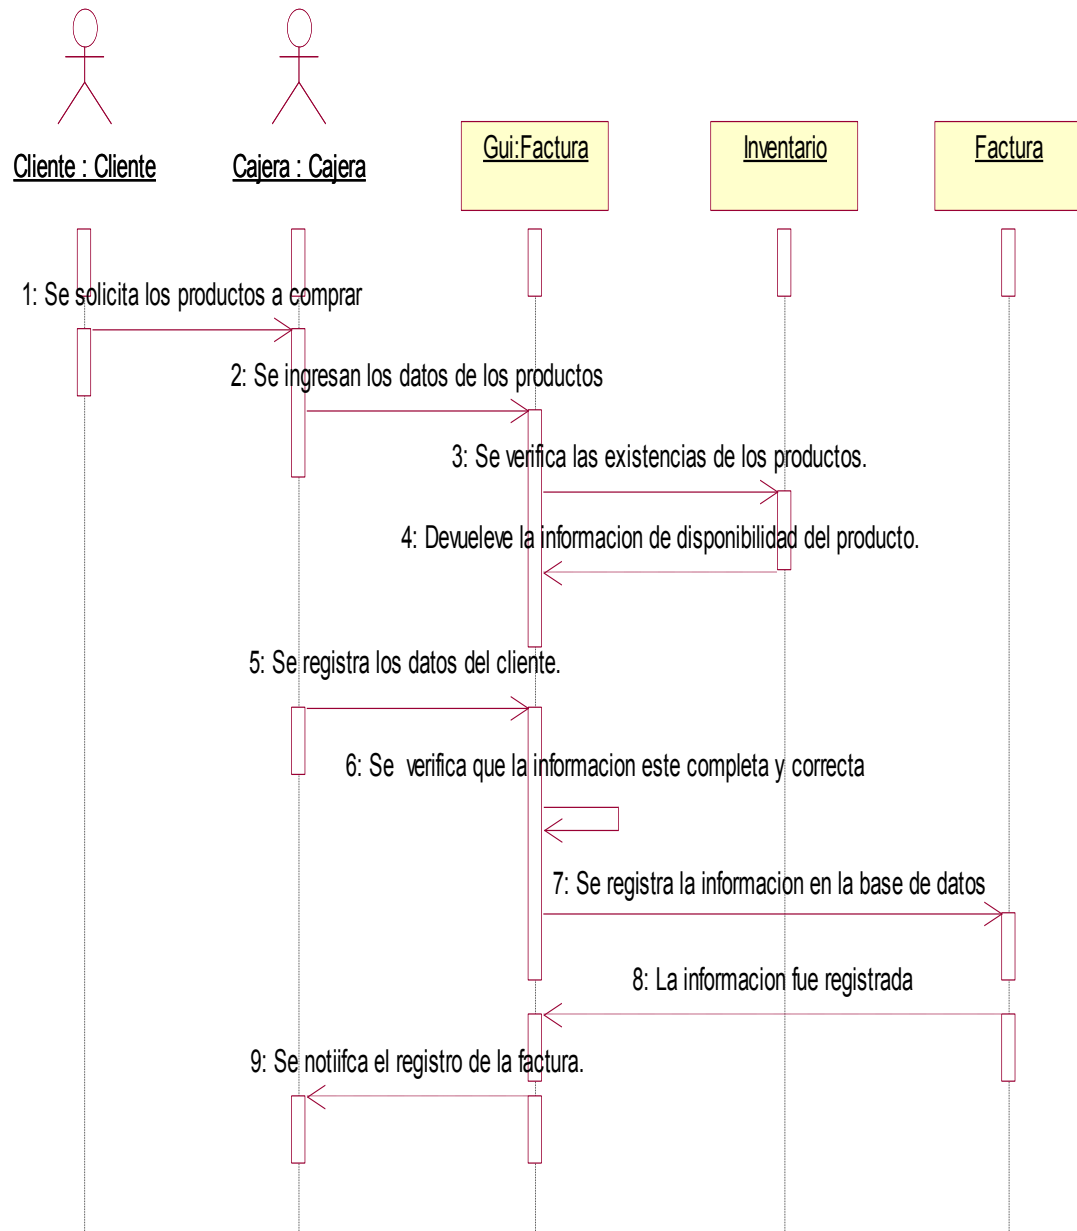 Cliente : Cliente
Cajera : Cajera
Gui:Factura
Inventario
Factura
1: Se solicita los productos a comprar
2: Se ingresan los datos de los productos
3: Se verifica las existencias de los productos.
4: Devueleve la informacion de disponibilidad del producto.
5: Se registra los datos del cliente.
6: Se verifica que la informacion este completa y correcta
7: Se registra la informacion en la base de datos
8: La informacion fue registrada
9: Se notiifca el registro de la factura.